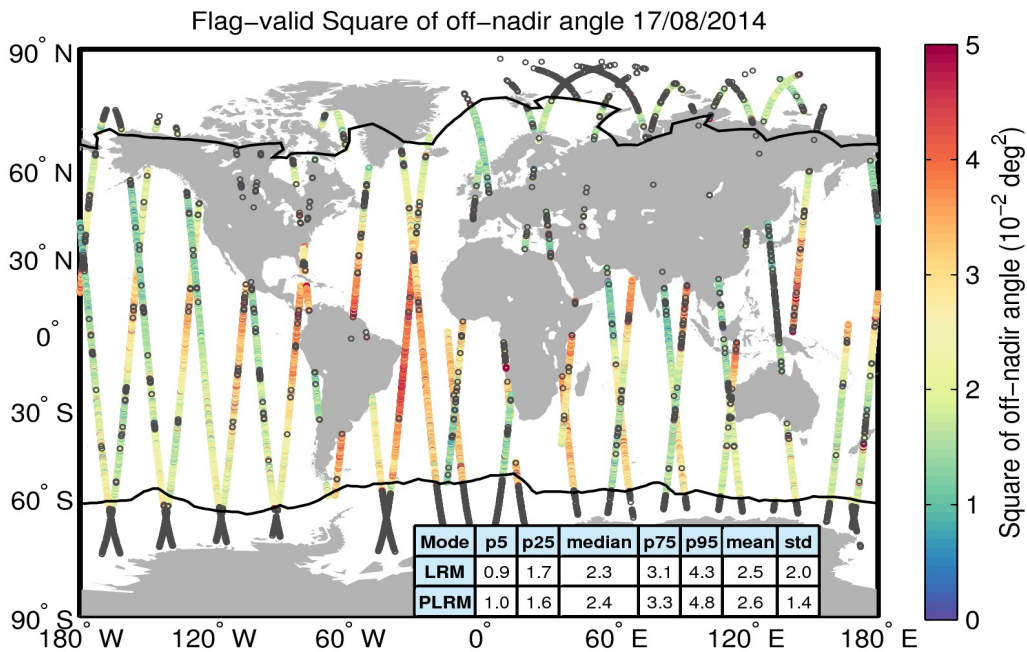 Flag−valid Square of off−nadir angle 17/08/2014
90° N
60° N
30° N
0°
30° S
60° S
90° S
180° W
120° W
60° W
0°
60° E
120° E
180° E
Mode p5 p25 median p75 p95 mean std
LRM 0.9 1.7 2.3 3.1 4.3 2.5 2.0
PLRM 1.0 1.6 2.4 3.3 4.8 2.6 1.4
5
4
3
2
1
0
Square of off−nadir angle (10⁻² deg²)